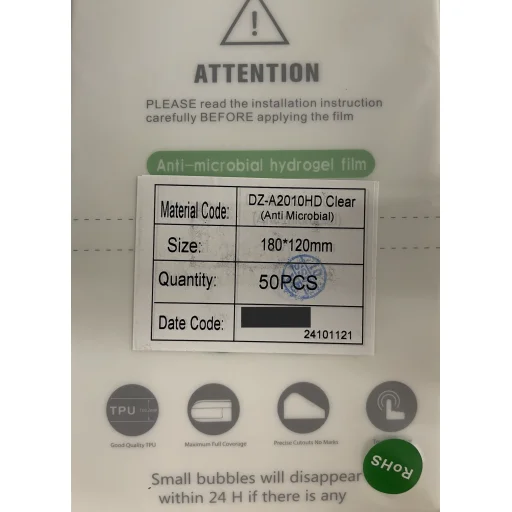 ATTENTION
PLEASE read the installation instruction
carefully BEFORE applying the film
Anti-microbial hydrogel film
Material Code: DZ-A2010HD Clear
(Anti Microbial)
Size: 180*120mm
Quantity: 50PCS
Date Code:
24101121
TPU
Good Quality TPU
Maximum Full Coverage
Precise Cutouts No Marks
RoHS
Small bubbles will disappear
within 24 H if there is any